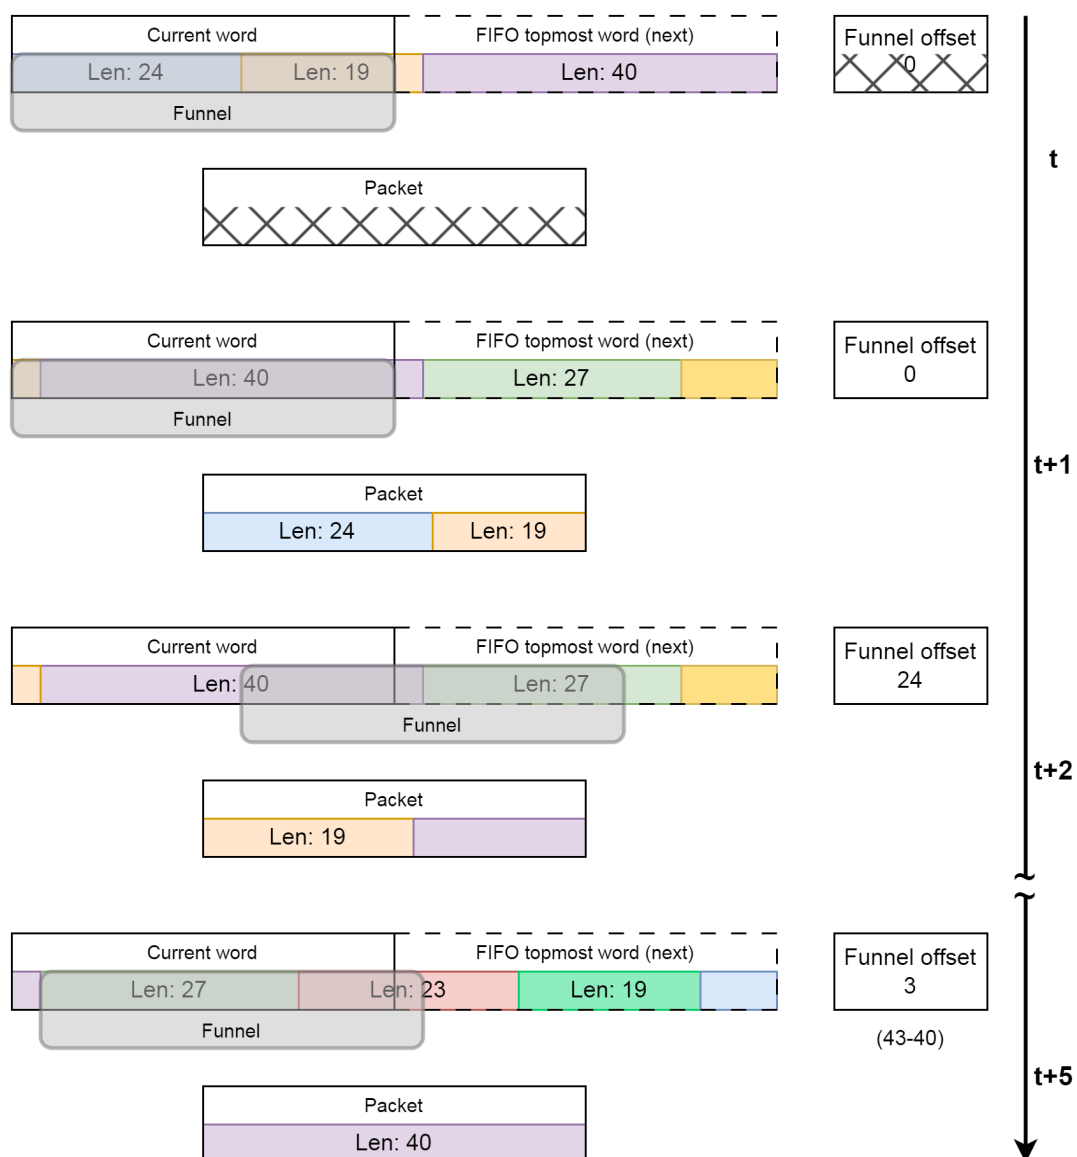 Current word
FIFO topmost word (next)
Funnel offset
0
Len: 24
Len: 19
Len: 40
Funnel
t
Packet
Current word
FIFO topmost word (next)
Funnel offset
0
Len: 40
Len: 27
Funnel
t+1
Packet
Len: 24
Len: 19
Current word
FIFO topmost word (next)
Funnel offset
24
Len: 40
Len: 27
Funnel
t+2
Packet
Len: 19
~
~
Current word
FIFO topmost word (next)
Funnel offset
3
Len: 27
Len: 23
Len: 19
Funnel
(43-40)
t+5
Packet
Len: 40